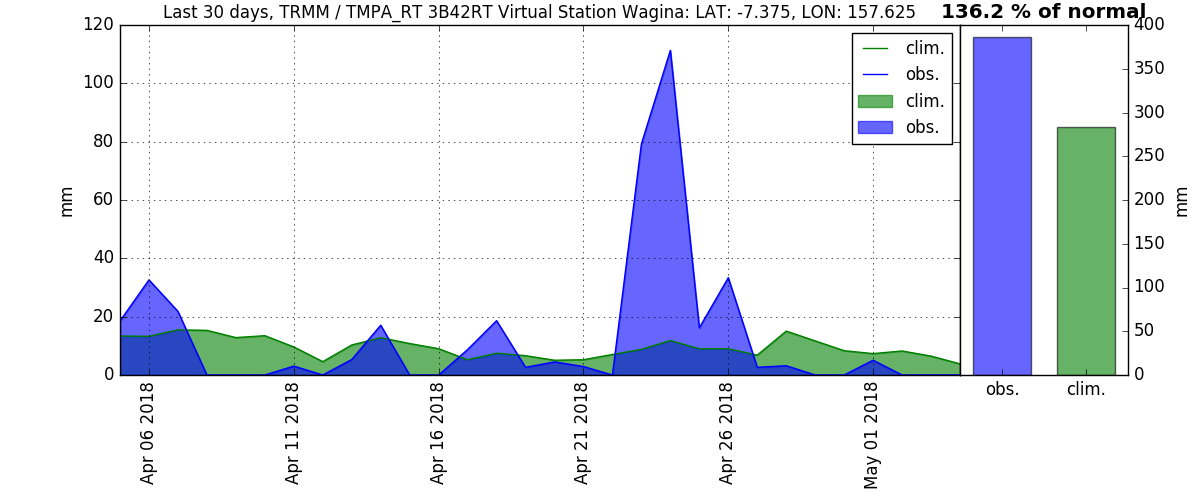 Last 30 days, TRMM / TMPA_RT 3B42RT Virtual Station Wagina: LAT: -7.375, LON: 157.625
136.2 % of normal
120
100
80
60
40
20
0
mm
clim.
obs.
clim.
obs.
400
350
300
250
200
150
100
50
0
mm
obs.
clim.
Apr 06 2018
Apr 11 2018
Apr 16 2018
Apr 21 2018
Apr 26 2018
May 01 2018